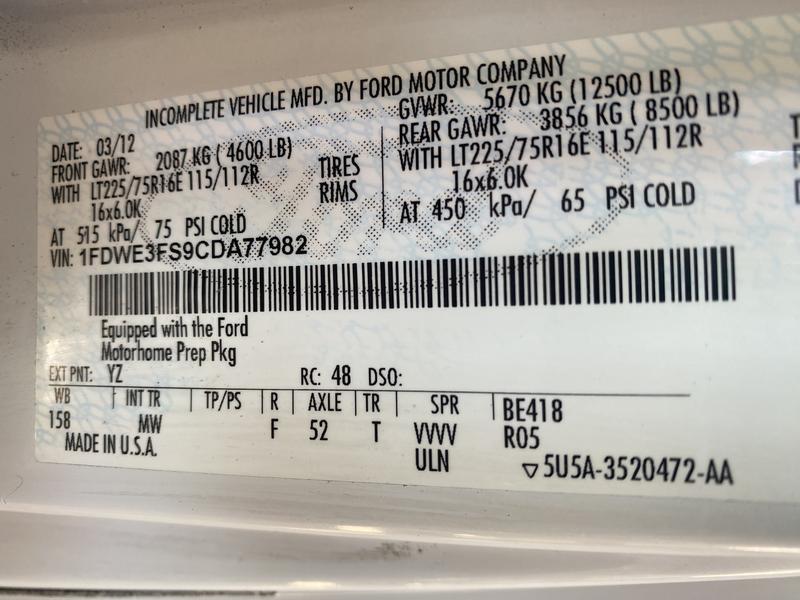 INCOMPLETE VEHICLE MFD. BY FORD MOTOR COMPANY
DATE: 03/12
GVWR: 5670 KG (12500 LB)
FRONT GAWR: 2087 KG ( 4600 LB)
REAR GAWR: 3856 KG ( 8500 LB)
WITH LT225/75R16E 115/112R
TIRES
WITH LT225/75R16E 115/112R
16x6.0K
RIMS
16x6.0K
AT 515 kPa/ 75 PSI COLD
AT 450 kPa/ 65 PSI COLD
VIN: 1FDWE3FS9CDA77982
Equipped with the Ford
Motorhome Prep Pkg
EXT PNT: YZ RC: 48 DSO:
WB INT TR TP/PS R AXLE TR SPR BE418
158 MW F 52 T VVVV R05
MADE IN U.S.A. ULN ▽5U5A-3520472-AA